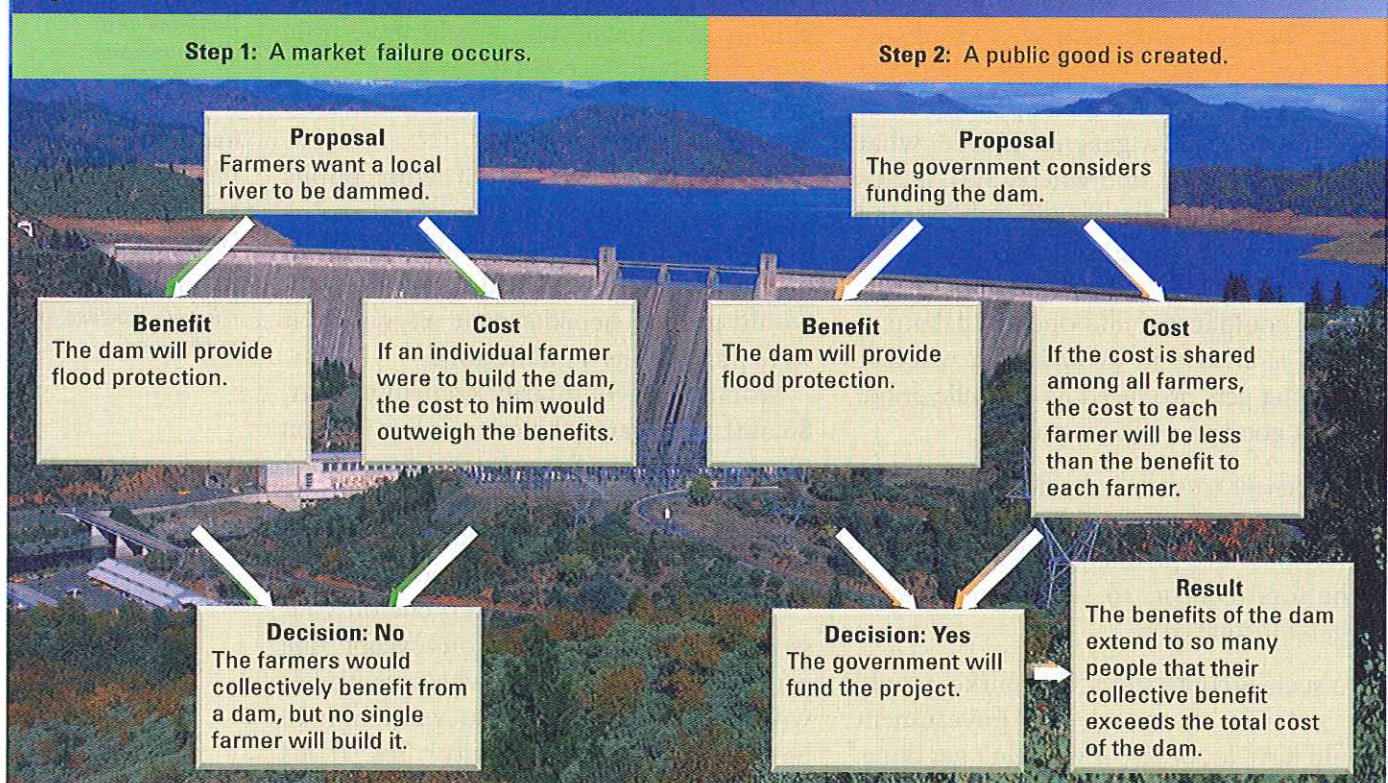 Step 1: A market failure occurs.
Step 2: A public good is created.
Proposal
Farmers want a local
river to be dammed.
Benefit
The dam will provide
flood protection.
Cost
If an individual farmer
were to build the dam,
the cost to him would
outweigh the benefits.
Decision: No
The farmers would
collectively benefit from
a dam, but no single
farmer will build it.
Proposal
The government considers
funding the dam.
Benefit
The dam will provide
flood protection.
Cost
If the cost is shared
among all farmers,
the cost to each
farmer will be less
than the benefit to
each farmer.
Decision: Yes
The government will
fund the project.
Result
The benefits of the dam
extend to so many
people that their
collective benefit
exceeds the total cost
of the dam.